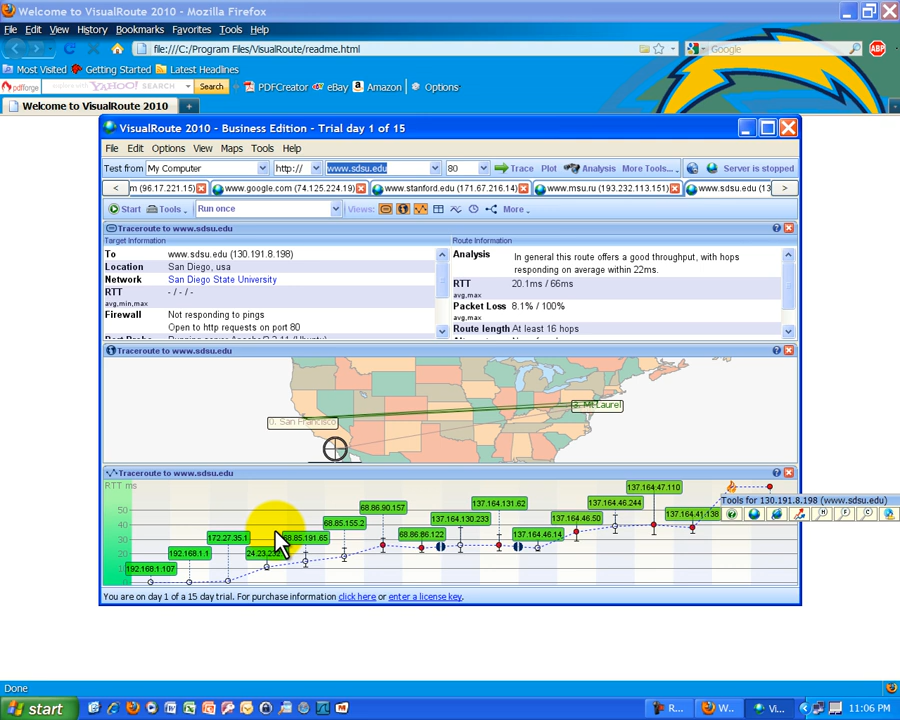 Welcome to VisualRoute 2010 - Mozilla Firefox
File Edit View History Bookmarks Favorites Tools Help
file:///C:/Program Files/VisualRoute/readme.html
Google
ABP
Most Visited Getting Started Latest Headlines
pdfforge YAHOO! SEARCH Search PDFCreator eBay Amazon Options
Welcome to VisualRoute 2010
VisualRoute 2010 - Business Edition - Trial day 1 of 15
File Edit Options View Maps Tools Help
Test from My Computer http:// www.sdsu.edu 80 Trace Plot Analysis More Tools... Server is stopped
< m (96.17.221.15) www.google.com (74.125.224.19) www.stanford.edu (171.67.216.14) www.msu.ru (193.232.113.151) www.sdsu.edu (13 >
Start Tools Run once Views: More
Traceroute to www.sdsu.edu
Target Information Route Information
To www.sdsu.edu (130.191.8.198)
Location San Diego, usa
Network San Diego State University
RTT - / - / -
avg,min,max
Firewall Not responding to pings
Open to http requests on port 80
Analysis In general this route offers a good throughput, with hops
responding on average within 22ms.
RTT 20.1ms / 66ms
avg,max
Packet Loss 8.1% / 100%
avg,max
Route length At least 16 hops
Traceroute to www.sdsu.edu
0. San Francisco
3. Mt Laurel
Traceroute to www.sdsu.edu
RTT ms
50
40
30
20
10
0
192.168.1.107
192.168.1.1
172.27.35.1
24.23.232
68.85.191.65
68.85.155.2
68.86.90.157
68.86.86.122
137.164.130.233
137.164.131.62
137.164.46.14
137.164.46.50
137.164.46.244
137.164.47.110
137.164.41.138
Tools for 130.191.8.198 (www.sdsu.edu)
You are on day 1 of a 15 day trial. For purchase information click here or enter a license key.
Done
start R... W... Vi... 11:06 PM